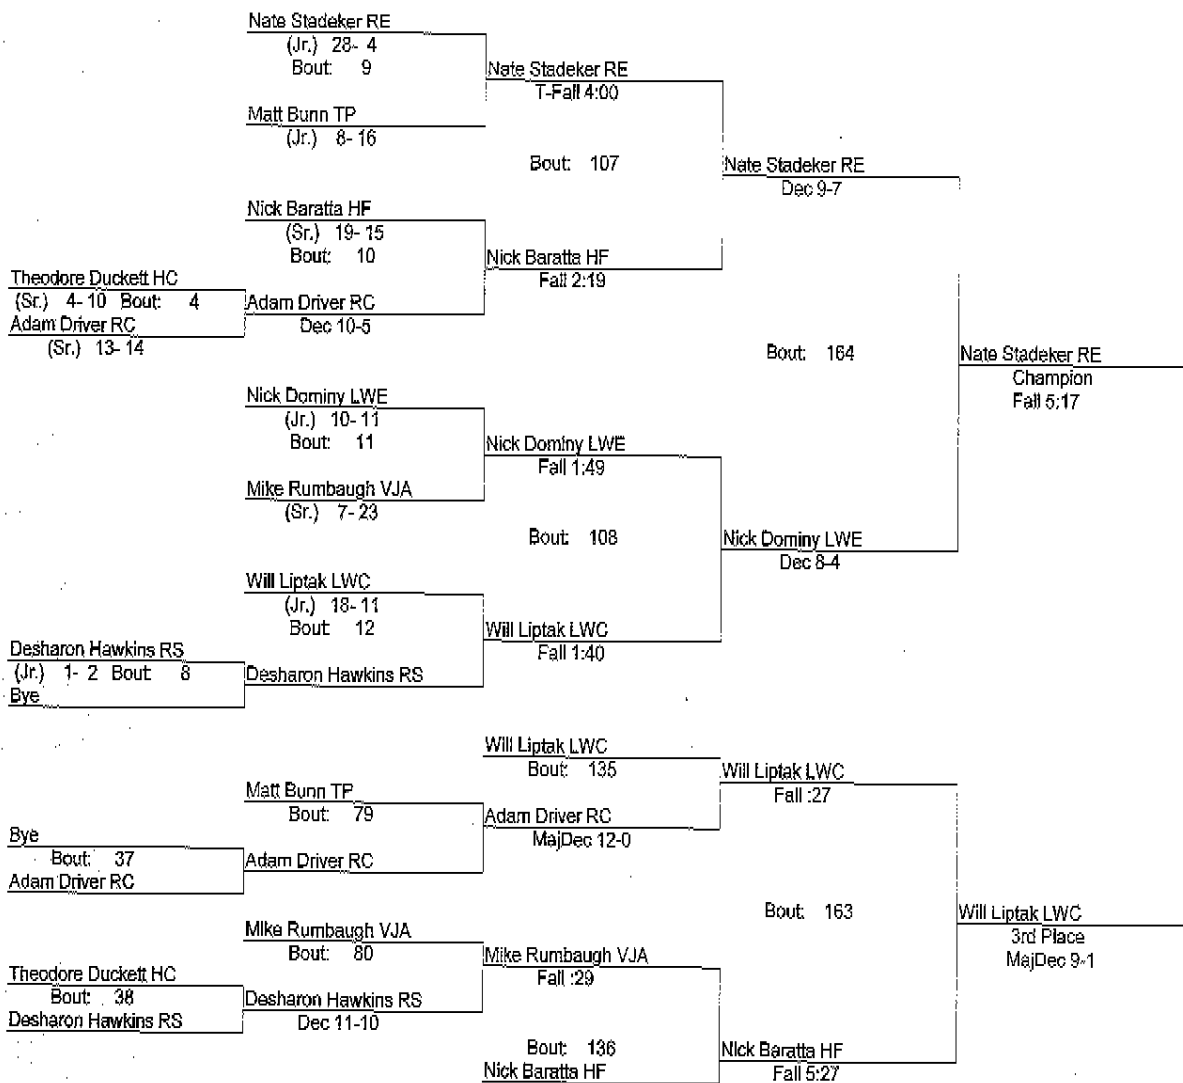 Nate Stadeker RE
(Jr.) 28- 4
Bout: 9
Nate Stadeker RE
T-Fall 4:00
Matt Bunn TP
(Jr.) 8- 16
Bout: 107
Nate Stadeker RE
Dec 9-7
Nick Baratta HF
(Sr.) 19- 15
Bout: 10
Nick Baratta HF
Fall 2:19
Theodore Duckett HC
(Sr.) 4- 10 Bout: 4
Adam Driver RC
(Sr.) 13- 14
Adam Driver RC
Dec 10-5
Bout: 164
Nate Stadeker RE
Champion
Fall 5:17
Nick Dominy LWE
(Jr.) 10- 11
Bout: 11
Nick Dominy LWE
Fall 1:49
Mike Rumbaugh VJA
(Sr.) 7- 23
Bout: 108
Nick Dominy LWE
Dec 8-4
Will Liptak LWC
(Jr.) 18- 11
Bout: 12
Will Liptak LWC
Fall 1:40
Desharon Hawkins RS
(Jr.) 1- 2 Bout: 8
Bye
Desharon Hawkins RS
Will Liptak LWC
Bout: 135
Will Liptak LWC
Fall :27
Matt Bunn TP
Bout: 79
Adam Driver RC
MajDec 12-0
Bye
Bout: 37
Adam Driver RC
Adam Driver RC
Bout: 163
Will Liptak LWC
3rd Place
MajDec 9-1
Mike Rumbaugh VJA
Bout: 80
Mike Rumbaugh VJA
Fall :29
Theodore Duckett HC
Bout: 38
Desharon Hawkins RS
Desharon Hawkins RS
Dec 11-10
Bout: 136
Nick Baratta HF
Nick Baratta HF
Fall 5:27